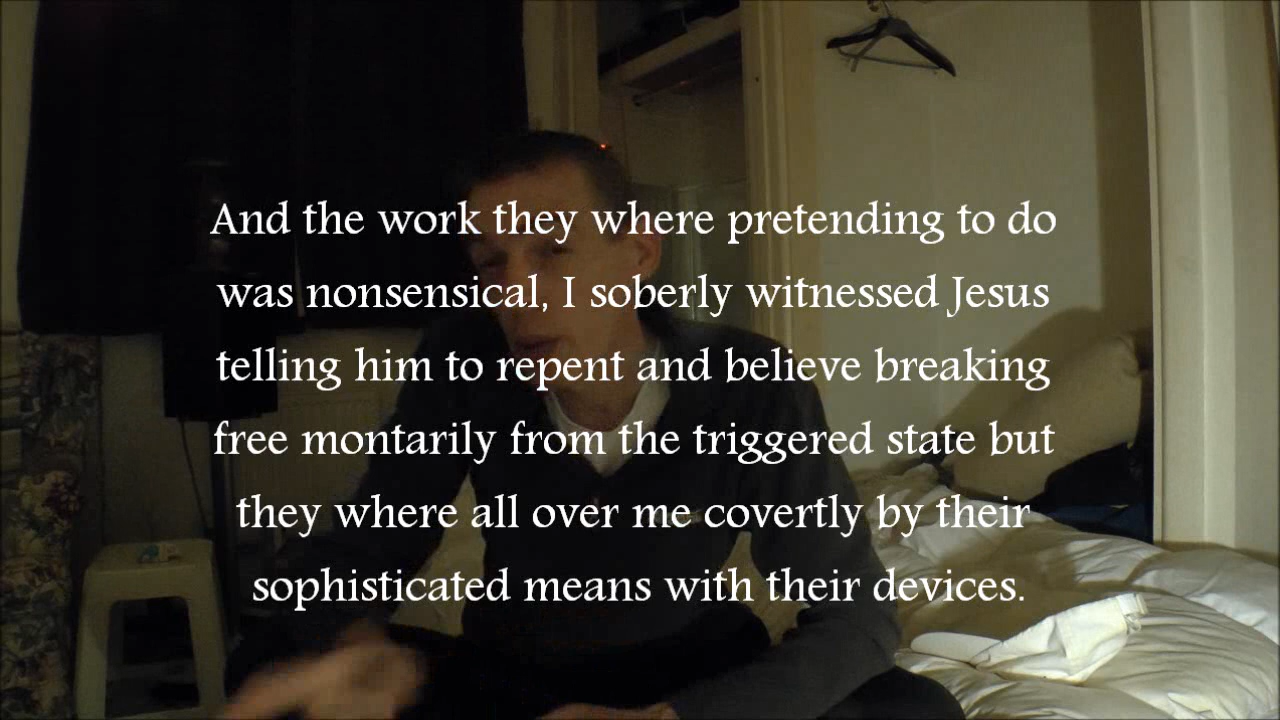 And the work they where pretending to do
was nonsensical, I soberly witnessed Jesus
telling him to repent and believe breaking
free montarily from the triggered state but
they where all over me covertly by their
sophisticated means with their devices.